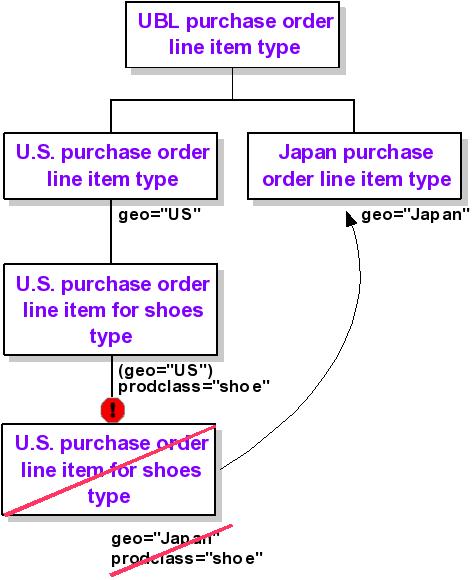 UBL purchase order
line item type
U.S. purchase order
line item type
Japan purchase
order line item type
geo="US"
geo="Japan"
U.S. purchase order
line item for shoes
type
(geo="US")
prodclass="shoe"
!
U.S. purchase order
line item for shoes
type
geo="Japan"
prodclass="shoe"